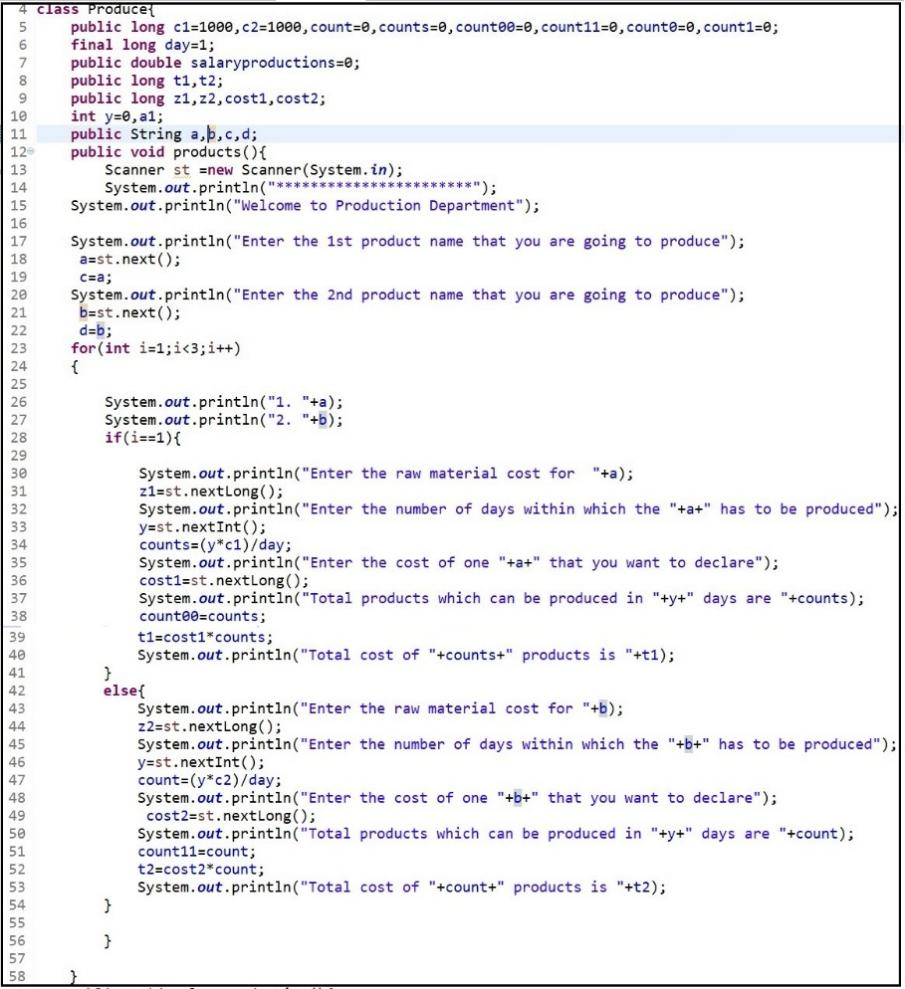 4 class Produce{
5 public long c1=1000,c2=1000,count=0,counts=0,count00=0,count11=0,count0=0,count1=0;
6 final long day=1;
7 public double salaryproductions=0;
8 public long t1,t2;
9 public long z1,z2,cost1,cost2;
10 int y=0,a1;
11 public String a,b,c,d;
12 public void products(){
13 Scanner st =new Scanner(System.in);
14 System.out.println("***********************");
15 System.out.println("Welcome to Production Department");
16
17 System.out.println("Enter the 1st product name that you are going to produce");
18 a=st.next();
19 c=a;
20 System.out.println("Enter the 2nd product name that you are going to produce");
21 b=st.next();
22 d=b;
23 for(int i=1;i<3;i++)
24 {
25
26 System.out.println("1. "+a);
27 System.out.println("2. "+b);
28 if(i==1){
29
30 System.out.println("Enter the raw material cost for  "+a);
31 z1=st.nextLong();
32 System.out.println("Enter the number of days within which the "+a+" has to be produced");
33 y=st.nextInt();
34 counts=(y*c1)/day;
35 System.out.println("Enter the cost of one "+a+" that you want to declare");
36 cost1=st.nextLong();
37 System.out.println("Total products which can be produced in "+y+" days are "+counts);
38 count00=counts;
39 t1=cost1*counts;
40 System.out.println("Total cost of "+counts+" products is "+t1);
41 }
42 else{
43 System.out.println("Enter the raw material cost for "+b);
44 z2=st.nextLong();
45 System.out.println("Enter the number of days within which the "+b+" has to be produced");
46 y=st.nextInt();
47 count=(y*c2)/day;
48 System.out.println("Enter the cost of one "+b+" that you want to declare");
49 cost2=st.nextLong();
50 System.out.println("Total products which can be produced in "+y+" days are "+count);
51 count11=count;
52 t2=cost2*count;
53 System.out.println("Total cost of "+count+" products is "+t2);
54 }
55
56 }
57
58 }